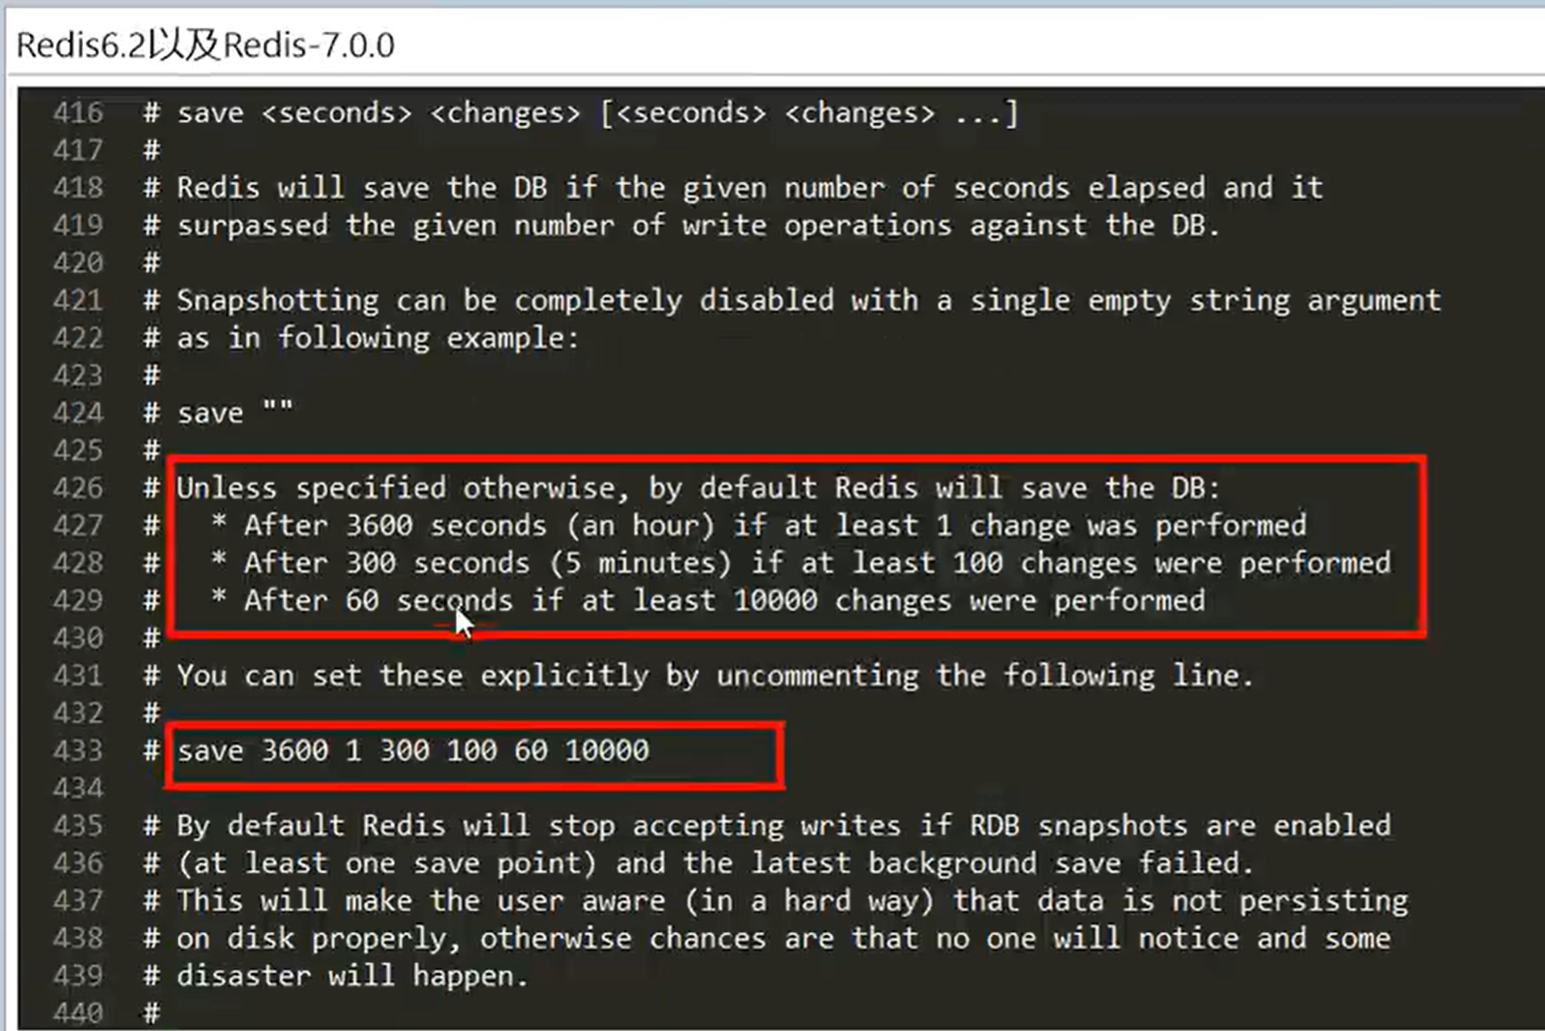 Redis6.2以及Redis-7.0.0
416 # save <seconds> <changes> [<seconds> <changes> ...]
417 #
418 # Redis will save the DB if the given number of seconds elapsed and it
419 # surpassed the given number of write operations against the DB.
420 #
421 # Snapshotting can be completely disabled with a single empty string argument
422 # as in following example:
423 #
424 # save ""
425 #
426 # Unless specified otherwise, by default Redis will save the DB:
427 #   * After 3600 seconds (an hour) if at least 1 change was performed
428 #   * After 300 seconds (5 minutes) if at least 100 changes were performed
429 #   * After 60 seconds if at least 10000 changes were performed
430 #
431 # You can set these explicitly by uncommenting the following line.
432 #
433 # save 3600 1 300 100 60 10000
434
435 # By default Redis will stop accepting writes if RDB snapshots are enabled
436 # (at least one save point) and the latest background save failed.
437 # This will make the user aware (in a hard way) that data is not persisting
438 # on disk properly, otherwise chances are that no one will notice and some
439 # disaster will happen.
440 #